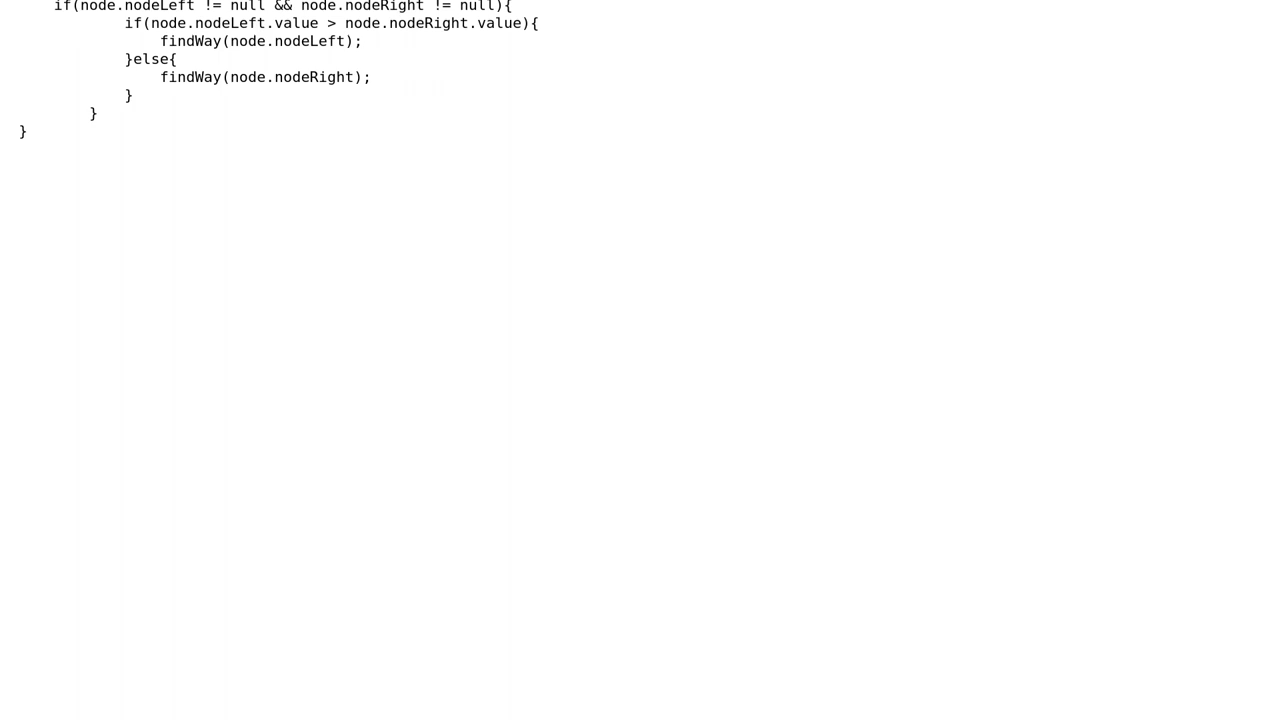 if(node.nodeLeft != null && node.nodeRight != null){
if(node.nodeLeft.value > node.nodeRight.value){
findWay(node.nodeLeft);
}else{
findWay(node.nodeRight);
}
}
}